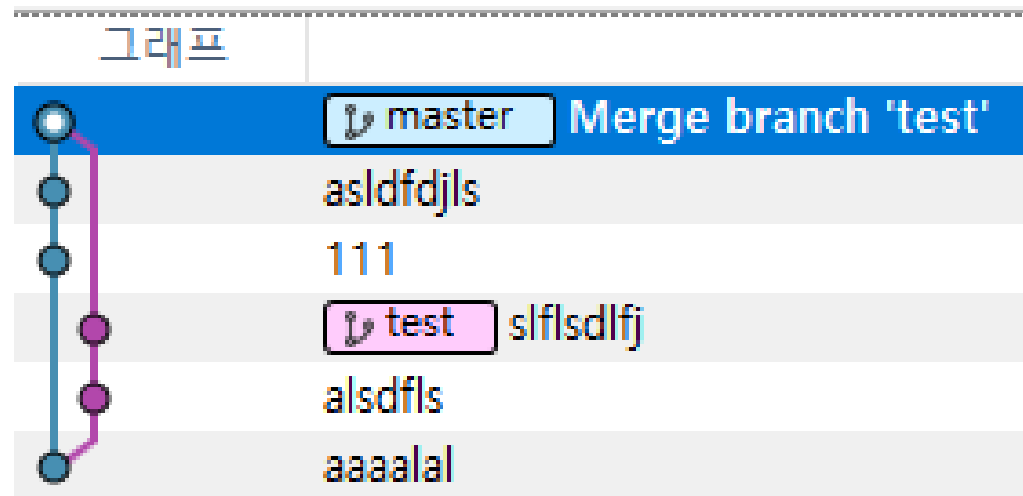 그래프
master Merge branch 'test'
asldfdjls
111
test slflsdlfj
alsdfls
aaaalal